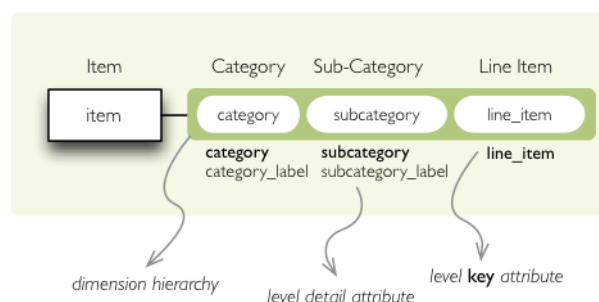 Item Category Sub-Category Line Item
item category subcategory line_item
category subcategory line_item
category_label subcategory_label
dimension hierarchy level detail attribute level key attribute